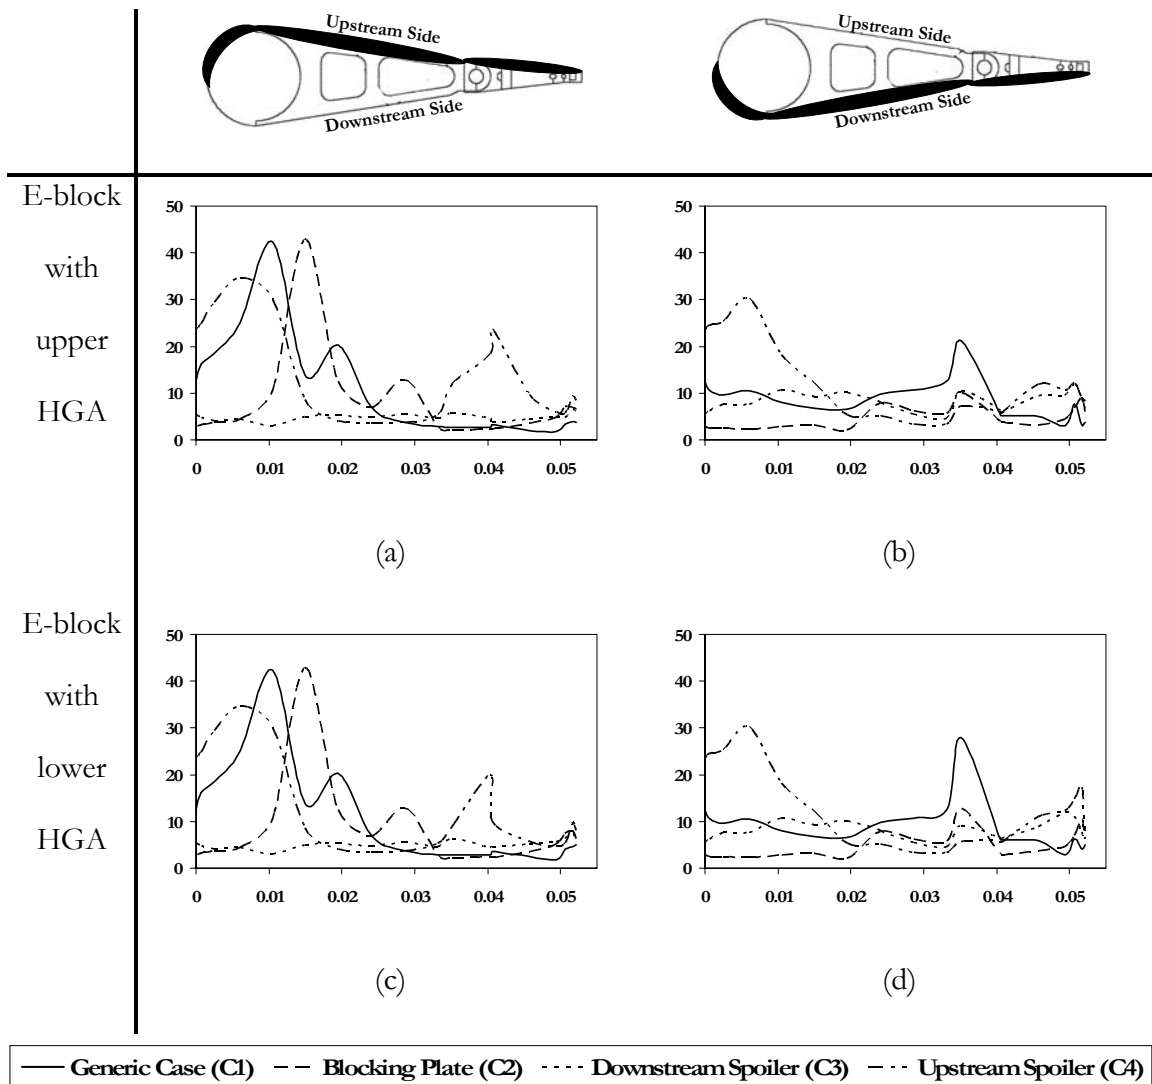 Upstream Side
Downstream Side
Upstream Side
Downstream Side
E-block
with
upper
HGA
50
40
30
20
10
0
0 0.01 0.02 0.03 0.04 0.05
(a)
50
40
30
20
10
0
0 0.01 0.02 0.03 0.04 0.05
(b)
E-block
with
lower
HGA
50
40
30
20
10
0
0 0.01 0.02 0.03 0.04 0.05
(c)
50
40
30
20
10
0
0 0.01 0.02 0.03 0.04 0.05
(d)
Generic Case (C1) Blocking Plate (C2) Downstream Spoiler (C3) Upstream Spoiler (C4)